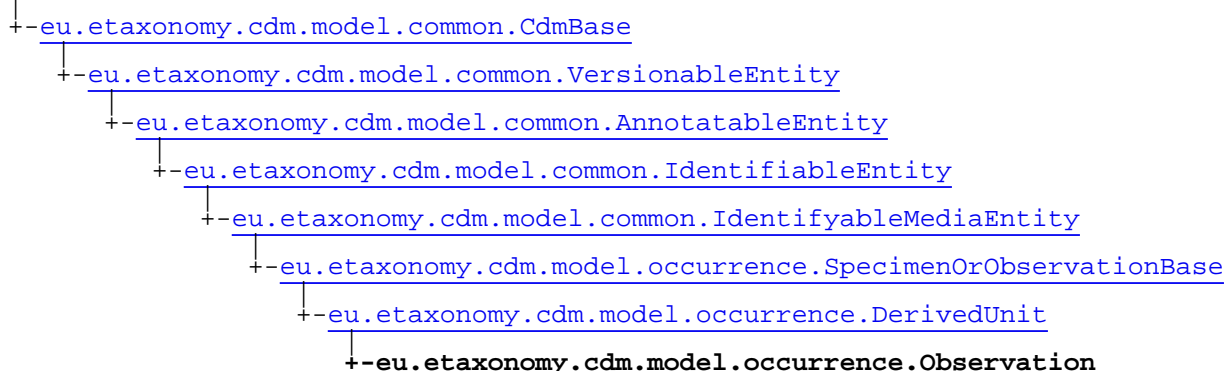 +-eu.etaxonomy.cdm.model.common.CdmBase
+-eu.etaxonomy.cdm.model.common.VersionableEntity
+-eu.etaxonomy.cdm.model.common.AnnotatableEntity
+-eu.etaxonomy.cdm.model.common.IdentifiableEntity
+-eu.etaxonomy.cdm.model.common.IdentifyableMediaEntity
+-eu.etaxonomy.cdm.model.occurrence.SpecimenOrObservationBase
+-eu.etaxonomy.cdm.model.occurrence.DerivedUnit
+-eu.etaxonomy.cdm.model.occurrence.Observation